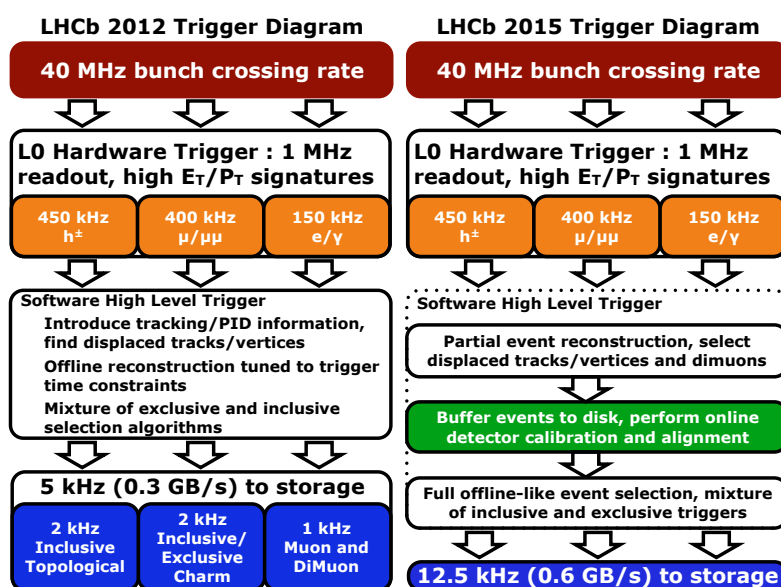 LHCb 2012 Trigger Diagram
40 MHz bunch crossing rate
L0 Hardware Trigger : 1 MHz
readout, high ET/PT signatures
450 kHz
h±
400 kHz
μ/μμ
150 kHz
e/γ
Software High Level Trigger
Introduce tracking/PID information,
find displaced tracks/vertices
Offline reconstruction tuned to trigger
time constraints
Mixture of exclusive and inclusive
selection algorithms
5 kHz (0.3 GB/s) to storage
2 kHz
Inclusive
Topological
2 kHz
Inclusive/
Exclusive
Charm
1 kHz
Muon and
DiMuon
LHCb 2015 Trigger Diagram
40 MHz bunch crossing rate
L0 Hardware Trigger : 1 MHz
readout, high ET/PT signatures
450 kHz
h±
400 kHz
μ/μμ
150 kHz
e/γ
Software High Level Trigger
Partial event reconstruction, select
displaced tracks/vertices and dimuons
Buffer events to disk, perform online
detector calibration and alignment
Full offline-like event selection, mixture
of inclusive and exclusive triggers
12.5 kHz (0.6 GB/s) to storage